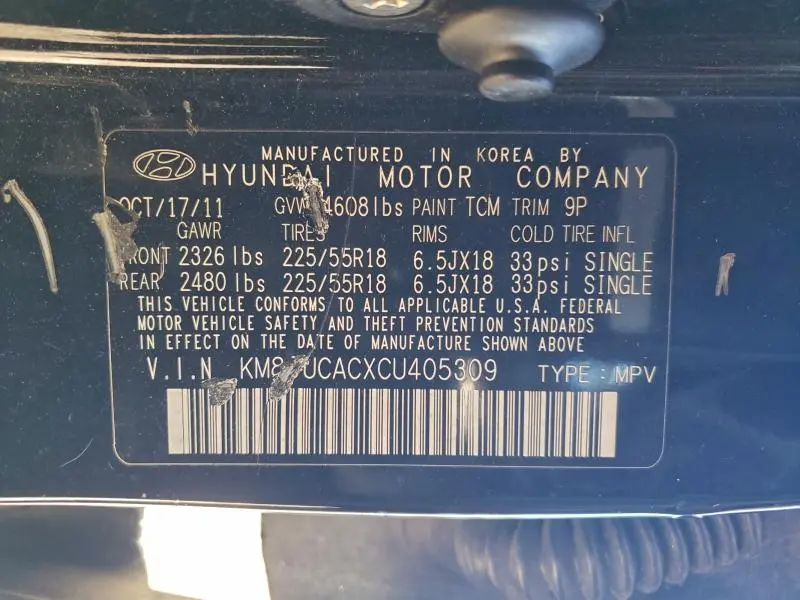 MANUFACTURED IN KOREA BY
HYUNDAI MOTOR COMPANY
OCT/17/11 4608lbs PAINT TCM TRIM 9P
GAWR TIRES RIMS COLD TIRE INFL
FRONT 2326 lbs 225/55R18 6.5JX18 33psi SINGLE
REAR 2480 lbs 225/55R18 6.5JX18 33psi SINGLE
THIS VEHICLE CONFORMS TO ALL APPLICABLE U.S.A. FEDERAL
MOTOR VEHICLE SAFETY AND THEFT PREVENTION STANDARDS
IN EFFECT ON THE DATE OF MANUFACTURE SHOWN ABOVE
V.I.N TYPE : MPV